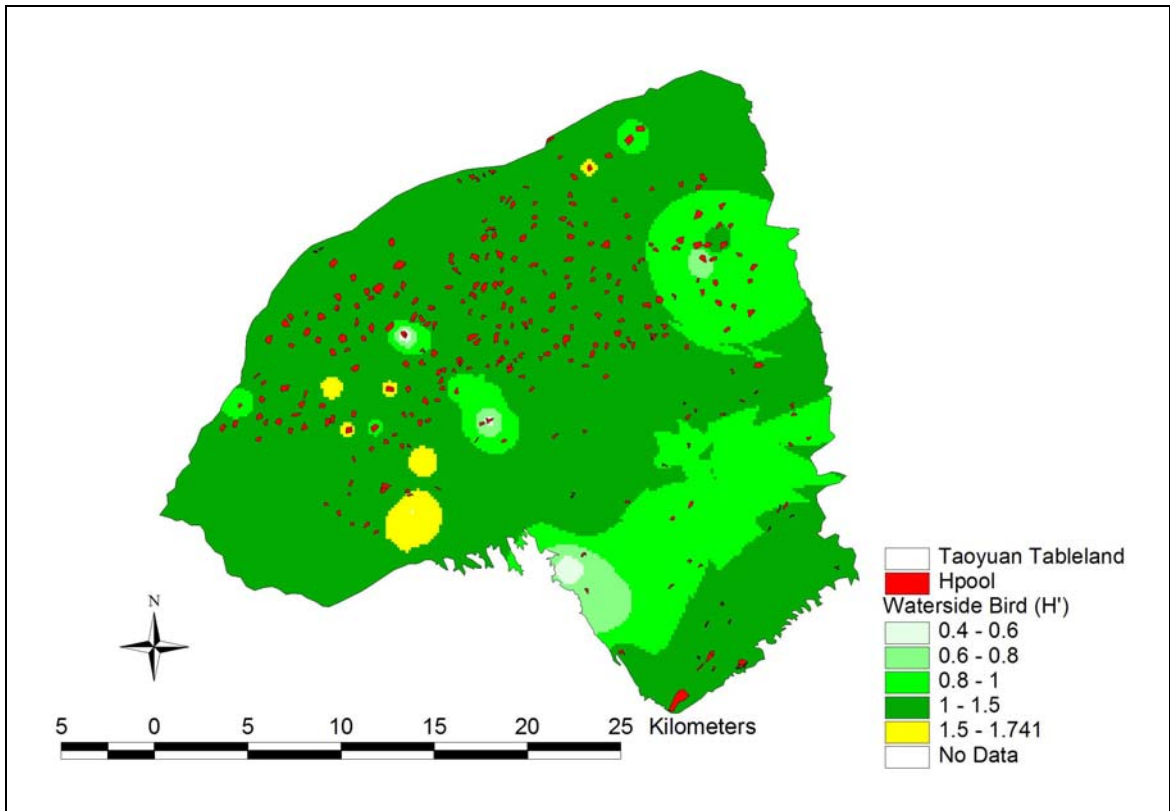 Taoyuan Tableland
Hpool
Waterside Bird (H')
0.4 - 0.6
0.6 - 0.8
0.8 - 1
1 - 1.5
1.5 - 1.741
No Data
N
5 0 5 10 15 20 25 Kilometers